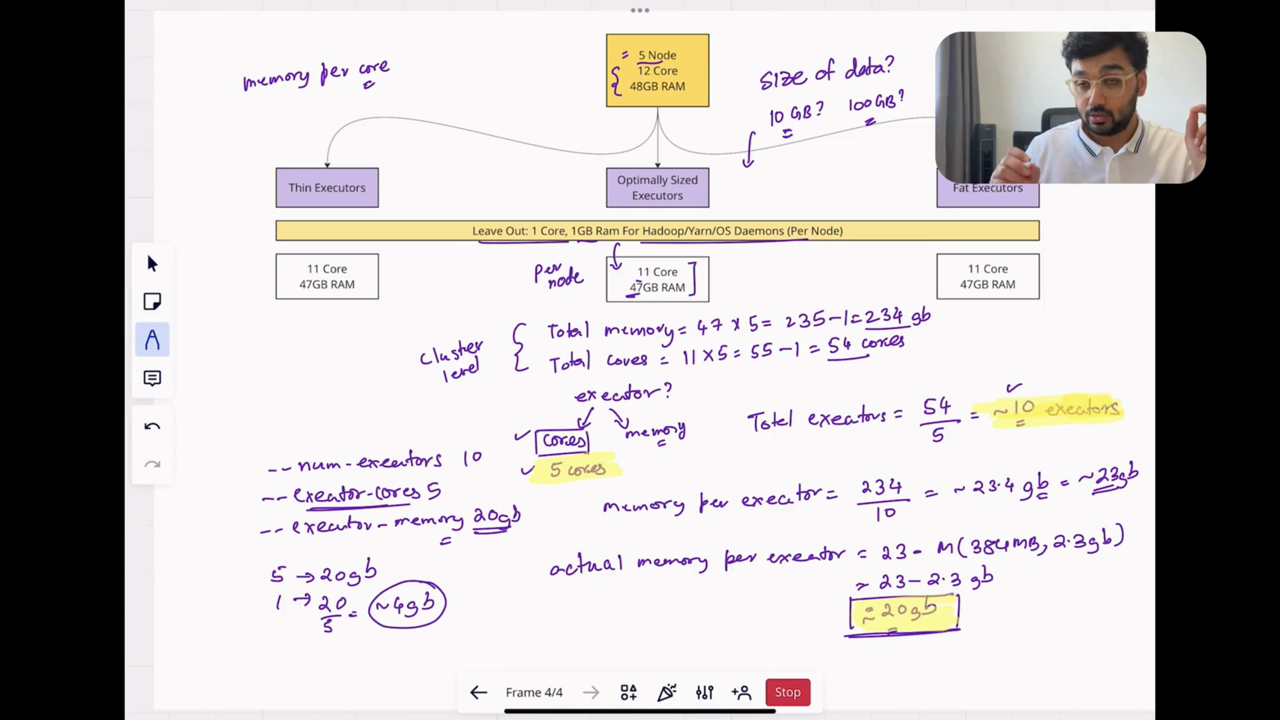 memory per core
= 5 Node
12 Core
48GB RAM
size of data?
10 GB? 100GB?
Thin Executors
Optimally Sized
Executors
Fat Executors
Leave Out: 1 Core, 1GB Ram For Hadoop/Yarn/OS Daemons (Per Node)
11 Core
47GB RAM
per
node
11 Core
47GB RAM
11 Core
47GB RAM
cluster
level
Total memory = 47 x 5 = 235-1 = 234 gb
Total cores = 11 x 5 = 55-1 = 54 cores
executor?
cores
memory
5 cores
Total executors = 54/5 = ~10 executors
--num-executors 10
--executor-cores 5
--executor-memory 20gb
5 → 20gb
1 → 20/5 = ~4gb
memory per executor = 234/10 = ~23.4 gb = ~23gb
actual memory per executor = 23 - M(384MB, 2.3gb)
~ 23-2.3 gb
≈ 20gb
Frame 4/4
Stop